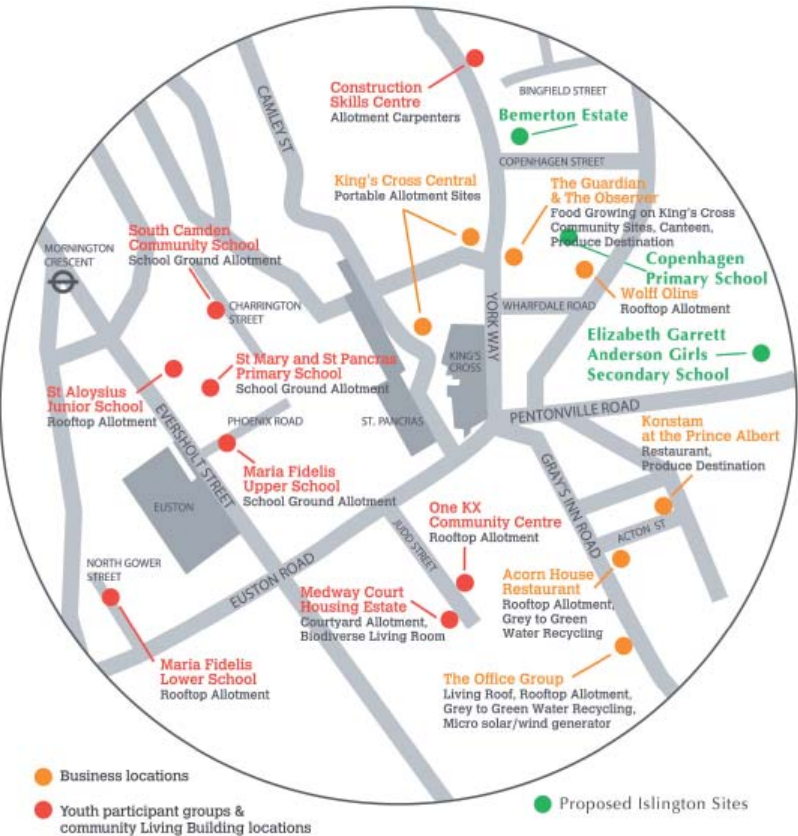 Construction
Skills Centre
Allotment Carpenters
BINGFIELD STREET
Bemerton Estate
CAMLEY ST
COPENHAGEN STREET
King's Cross Central
Portable Allotment Sites
The Guardian
& The Observer
Food Growing on King's Cross
Community Sites, Canteen,
Produce Destination
South Camden
Community School
School Ground Allotment
MORNINGTON
CRESCENT
Copenhagen
Primary School
Wolff Olins
Rooftop Allotment
CHARRINGTON
STREET
WHARFDALE ROAD
YORK WAY
Elizabeth Garrett
Anderson Girls
Secondary School
KING'S
CROSS
St Mary and St Pancras
Primary School
School Ground Allotment
St Aloysius
Junior School
Rooftop Allotment
EVERSHOLT STREET
PHOENIX ROAD
ST. PANCRAS
PENTONVILLE ROAD
Konstam
at the Prince Albert
Restaurant,
Produce Destination
Maria Fidelis
Upper School
School Ground Allotment
GRAY'S INN ROAD
EUSTON
One KX
Community Centre
Rooftop Allotment
JUDD STREET
ACTON ST
NORTH GOWER
STREET
EUSTON ROAD
Acorn House
Restaurant
Rooftop Allotment,
Grey to Green
Water Recycling
Medway Court
Housing Estate
Courtyard Allotment,
Biodiverse Living Room
Maria Fidelis
Lower School
Rooftop Allotment
The Office Group
Living Roof, Rooftop Allotment,
Grey to Green Water Recycling,
Micro solar/wind generator
Business locations
Youth participant groups &
community Living Building locations
Proposed Islington Sites